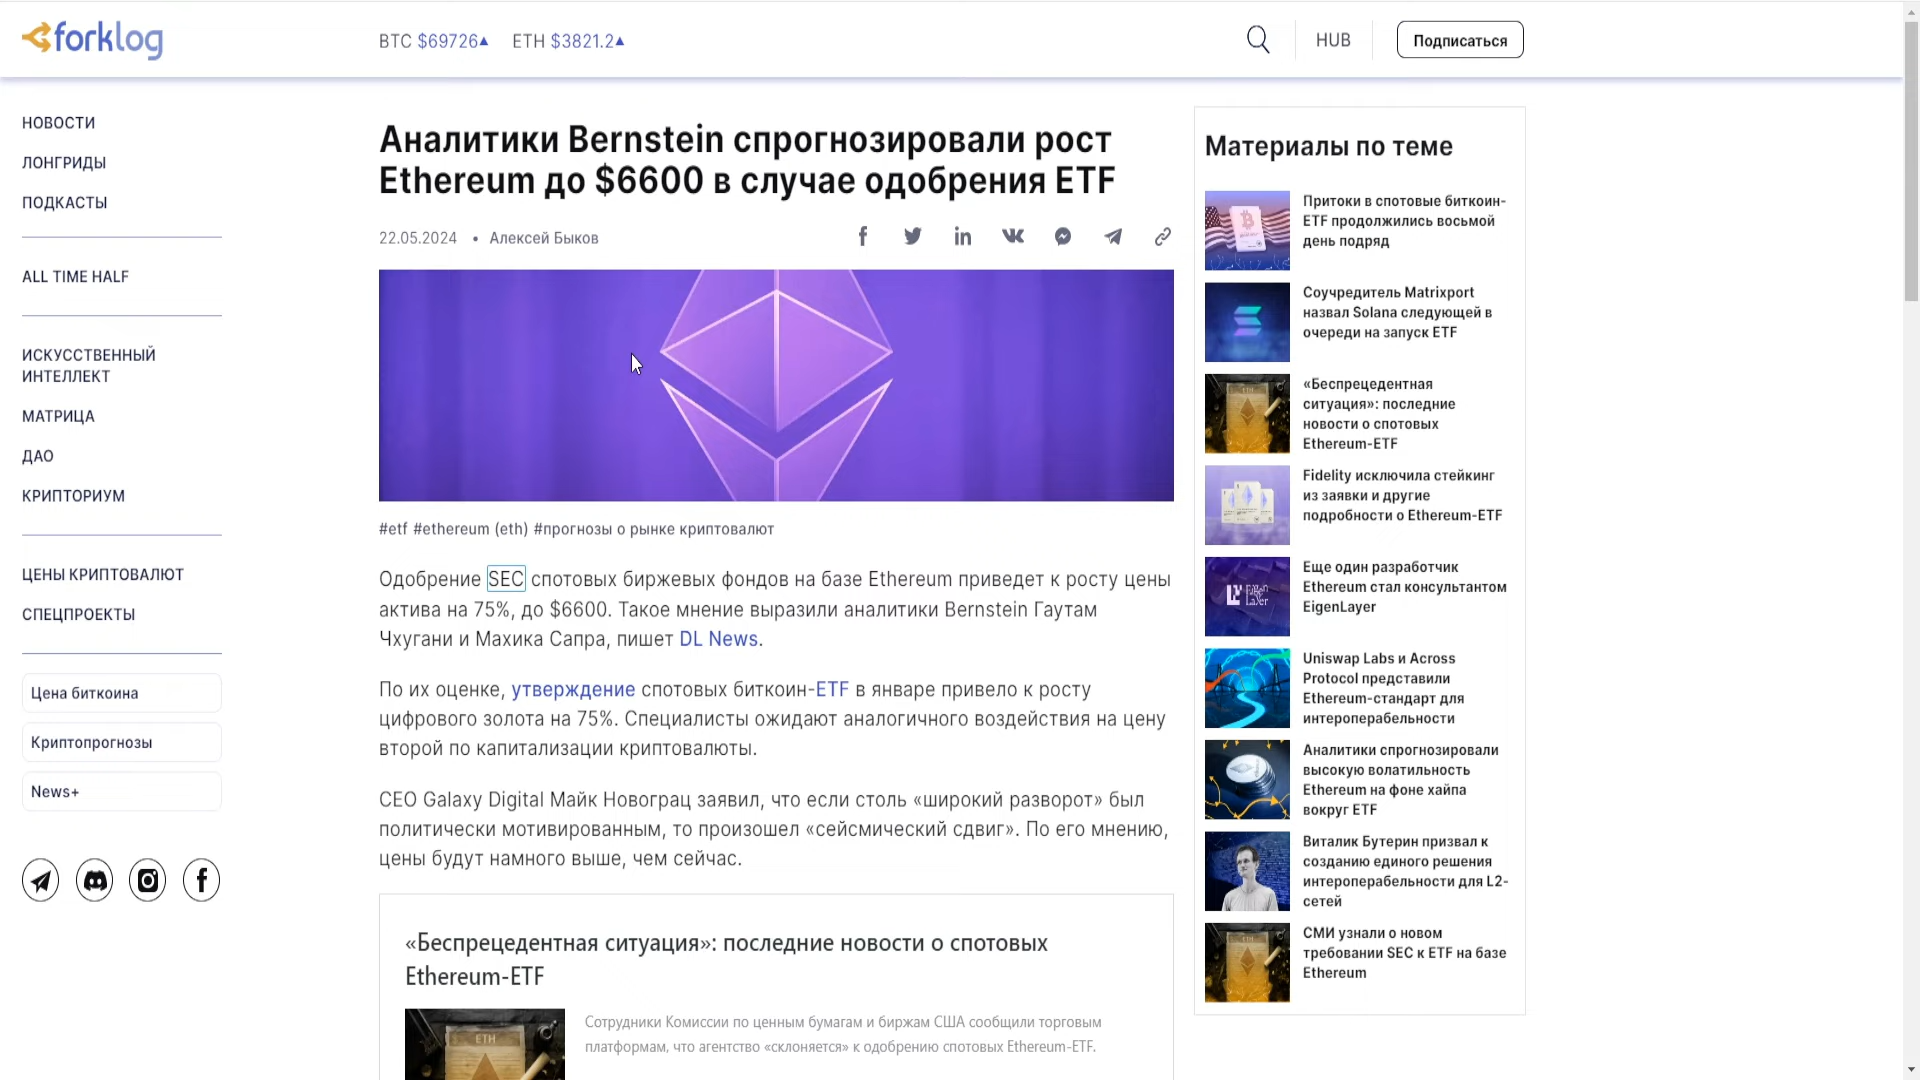 forklog
BTC $69726▲ ETH $3821.2▲
HUB
Подписаться
НОВОСТИ
ЛОНГРИДЫ
ПОДКАСТЫ
ALL TIME HALF
ИСКУССТВЕННЫЙ
ИНТЕЛЛЕКТ
МАТРИЦА
ДАО
КРИПТОРИУМ
ЦЕНЫ КРИПТОВАЛЮТ
СПЕЦПРОЕКТЫ
Цена биткоина
Криптопрогнозы
News+
Аналитики Bernstein спрогнозировали рост
Ethereum до $6600 в случае одобрения ETF
22.05.2024 • Алексей Быков
#etf #ethereum (eth) #прогнозы о рынке криптовалют
Одобрение SEC спотовых биржевых фондов на базе Ethereum приведет к росту цены
актива на 75%, до $6600. Такое мнение выразили аналитики Bernstein Гаутам
Чхугани и Махика Сапра, пишет DL News.
По их оценке, утверждение спотовых биткоин-ETF в январе привело к росту
цифрового золота на 75%. Специалисты ожидают аналогичного воздействия на цену
второй по капитализации криптовалюты.
CEO Galaxy Digital Майк Новограц заявил, что если столь «широкий разворот» был
политически мотивированным, то произошел «сейсмический сдвиг». По его мнению,
цены будут намного выше, чем сейчас.
«Беспрецедентная ситуация»: последние новости о спотовых
Ethereum-ETF
ETH
Сотрудники Комиссии по ценным бумагам и биржам США сообщили торговым
платформам, что агентство «склоняется» к одобрению спотовых Ethereum-ETF.
Материалы по теме
Притоки в спотовые биткоин-
ETF продолжились восьмой
день подряд
Соучредитель Matrixport
назвал Solana следующей в
очереди на запуск ETF
«Беспрецедентная
ситуация»: последние
новости о спотовых
Ethereum-ETF
Fidelity исключила стейкинг
из заявки и другие
подробности о Ethereum-ETF
Eigen
Layer
Еще один разработчик
Ethereum стал консультантом
EigenLayer
Uniswap Labs и Across
Protocol представили
Ethereum-стандарт для
интероперабельности
Аналитики спрогнозировали
высокую волатильность
Ethereum на фоне хайпа
вокруг ETF
Виталик Бутерин призвал к
созданию единого решения
интероперабельности для L2-
сетей
СМИ узнали о новом
требовании SEC к ETF на базе
Ethereum